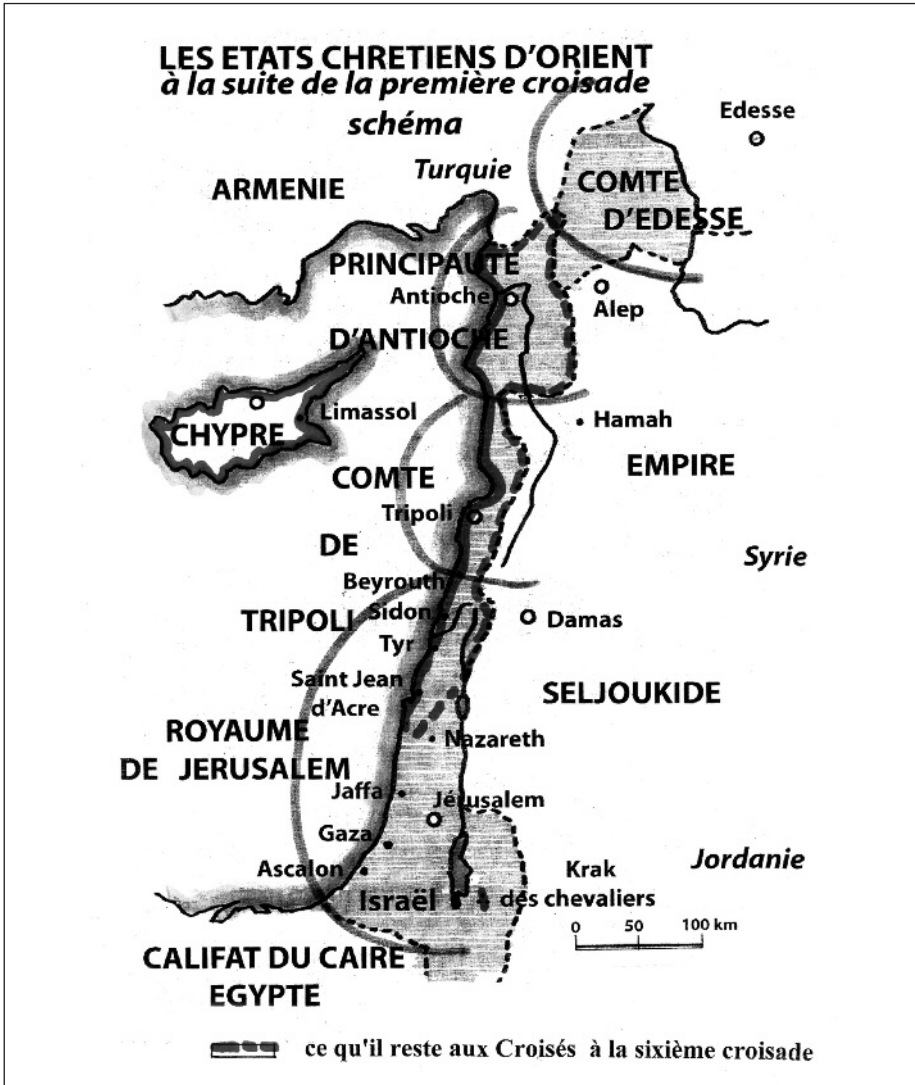 LES ETATS CHRETIENS D'ORIENT
à la suite de la première croisade
schéma
Edesse
Turquie
ARMENIE
COMTE
D'EDESSE
PRINCIPAUTE
Antioche
Alep
D'ANTIOCHE
Limassol
Hamah
CHYPRE
EMPIRE
COMTE
Tripoli
DE
Syrie
Beyrouth
TRIPOLI
Sidon
Damas
Tyr
Saint Jean
d'Acre
SELJOUKIDE
ROYAUME
Nazareth
DE JERUSALEM
Jaffa
Jérusalem
Gaza
Jordanie
Ascalon
Krak
Israël
des chevaliers
0 50 100 km
CALIFAT DU CAIRE
EGYPTE
ce qu'il reste aux Croisés à la sixième croisade